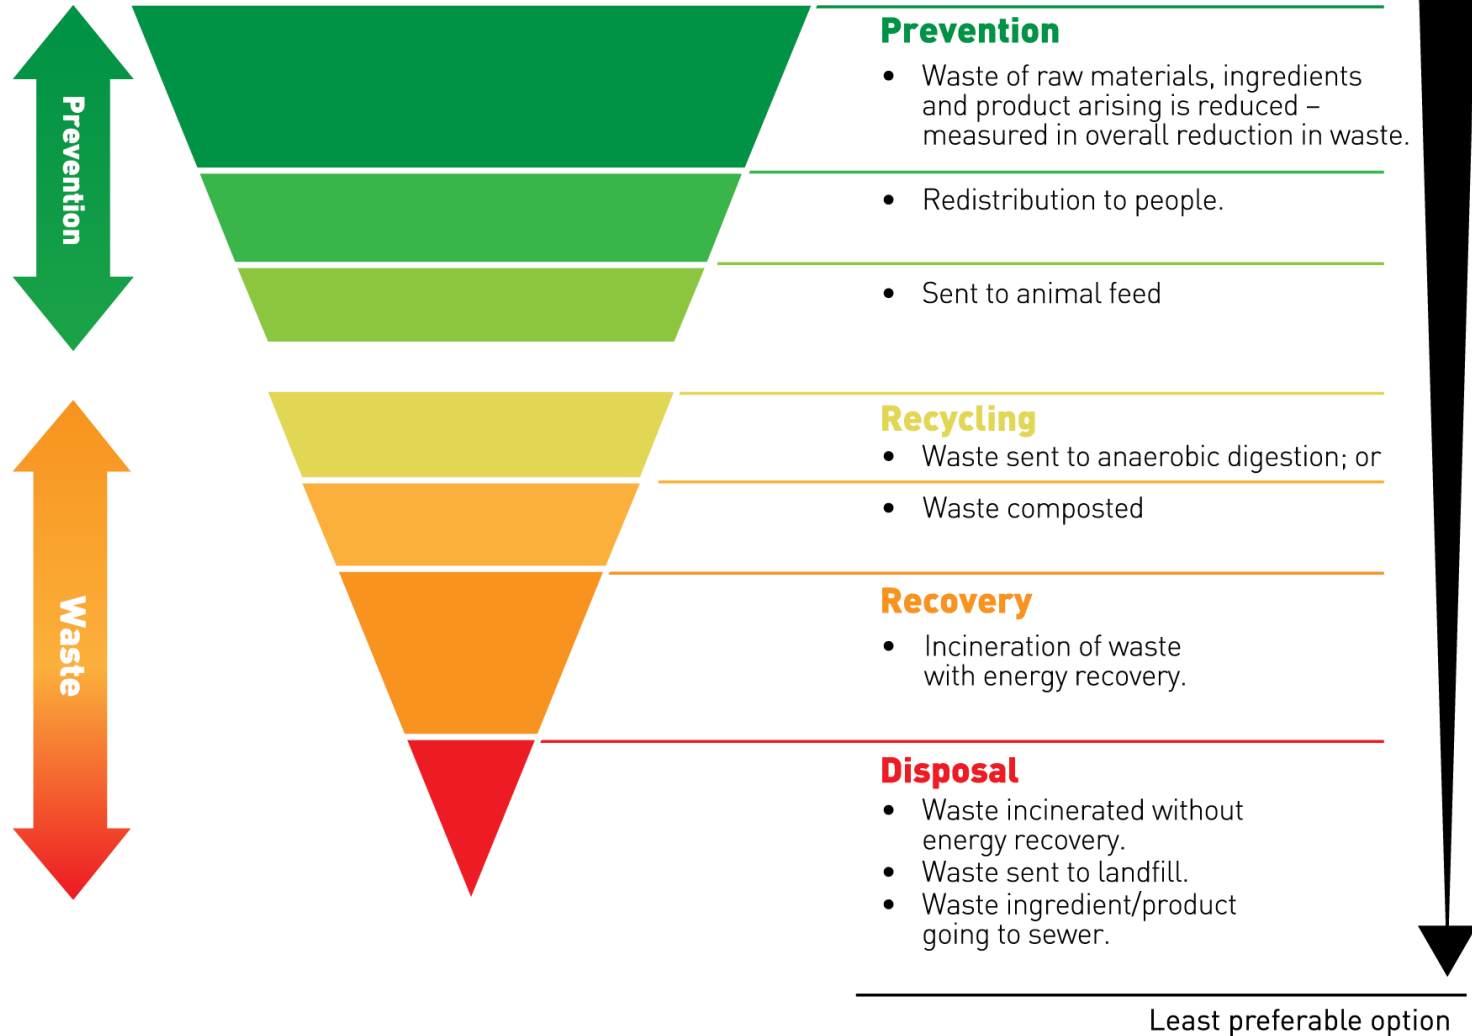 Prevention
Prevention
• Waste of raw materials, ingredients
and product arising is reduced –
measured in overall reduction in waste.
• Redistribution to people.
• Sent to animal feed
Waste
Recycling
• Waste sent to anaerobic digestion; or
• Waste composted
Recovery
• Incineration of waste
with energy recovery.
Disposal
• Waste incinerated without
energy recovery.
• Waste sent to landfill.
• Waste ingredient/product
going to sewer.
Least preferable option